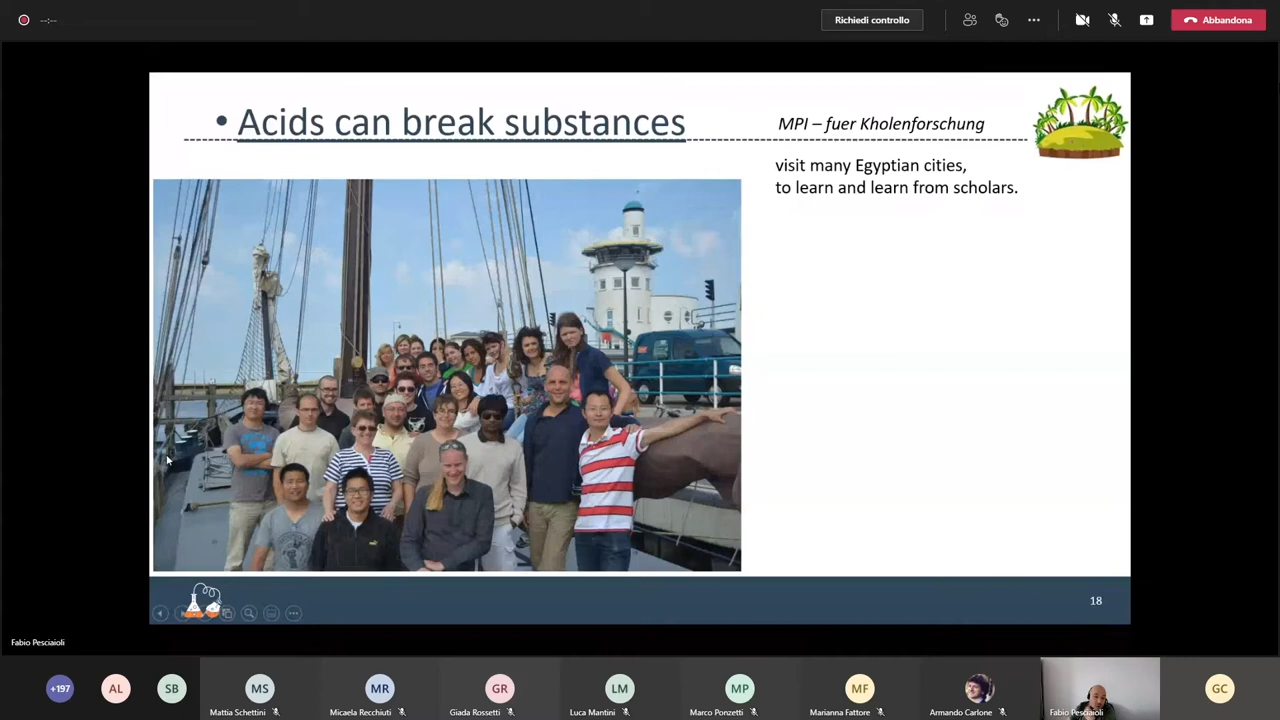 --:--
Richiedi controllo
Abbandona
• Acids can break substances
MPI – fuer Kholenforschung
visit many Egyptian cities,
to learn and learn from scholars.
18
Fabio Pesciaioli
+197
AL
SB
MS
MR
GR
LM
MP
MF
GC
Mattia Schettini
Micaela Recchiuti
Giada Rossetti
Luca Mantini
Marco Ponzetti
Marianna Fattore
Armando Carlone
Fabio Pesciaioli